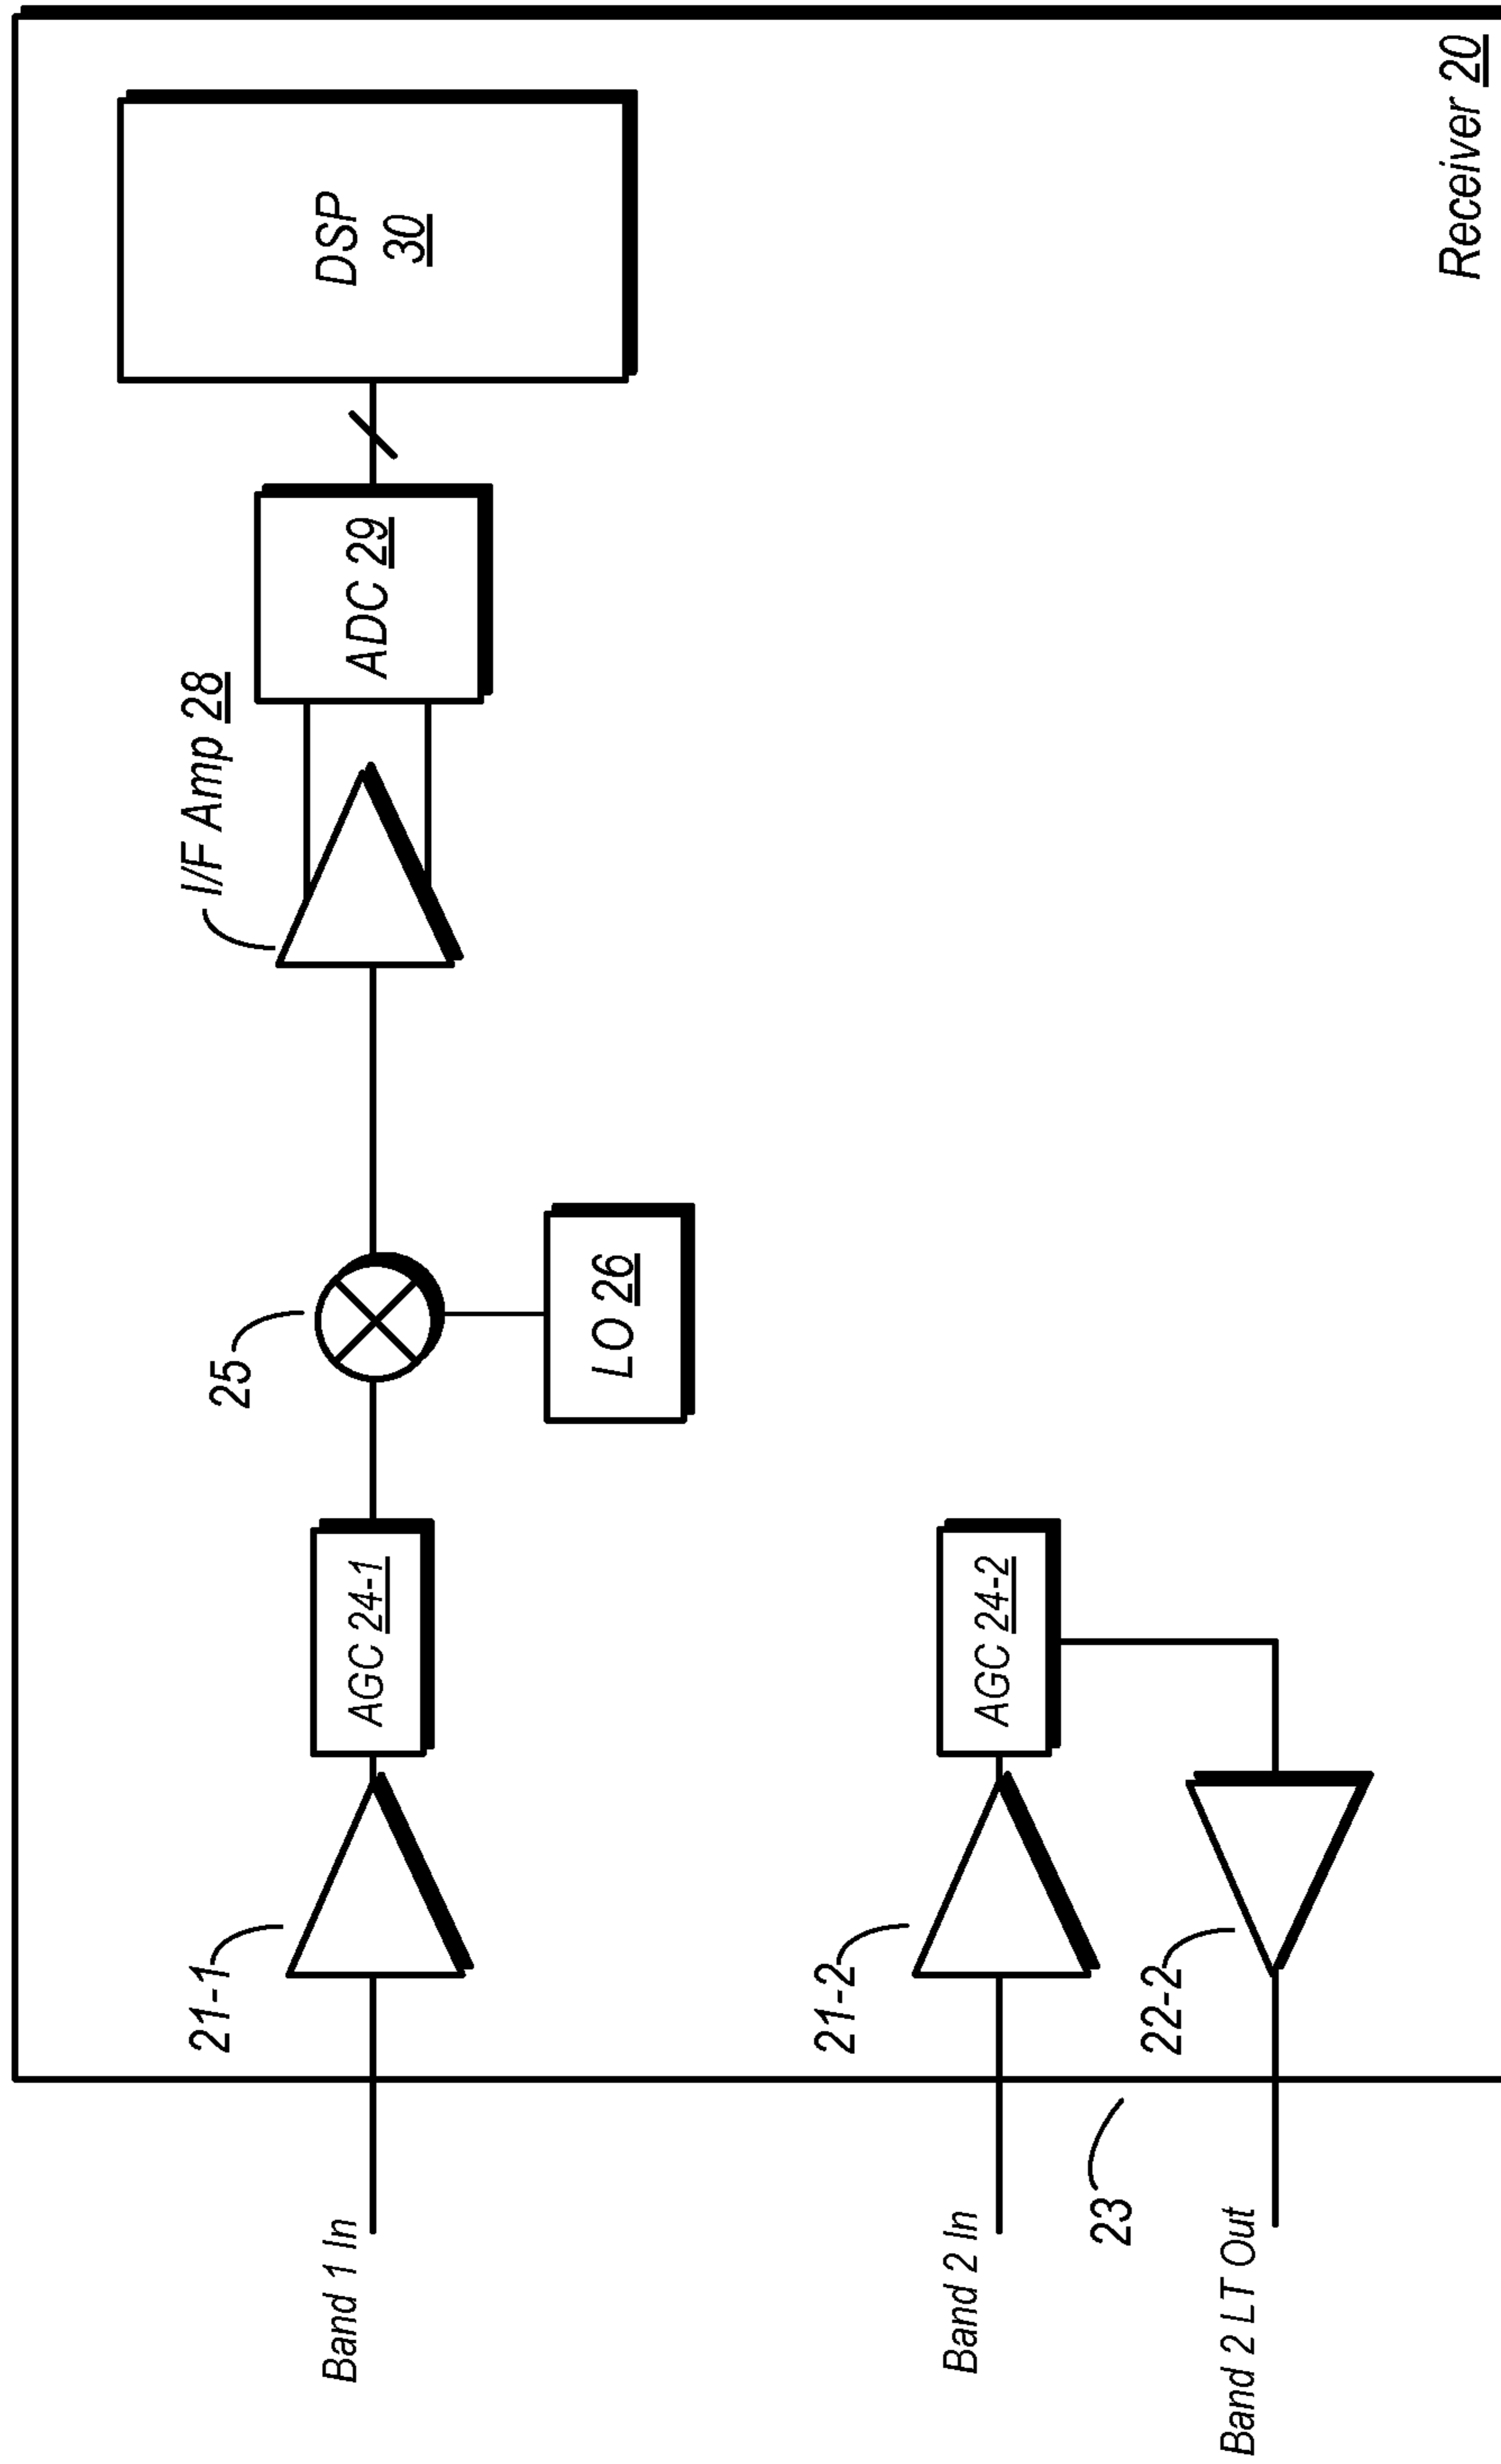 Band 1 In
21-1
AGC 24-1
25
LO 26
I/F Amp 28
ADC 29
DSP
30
Band 2 In
21-2
AGC 24-2
23
22-2
Band 2 LT Out
Receiver 20